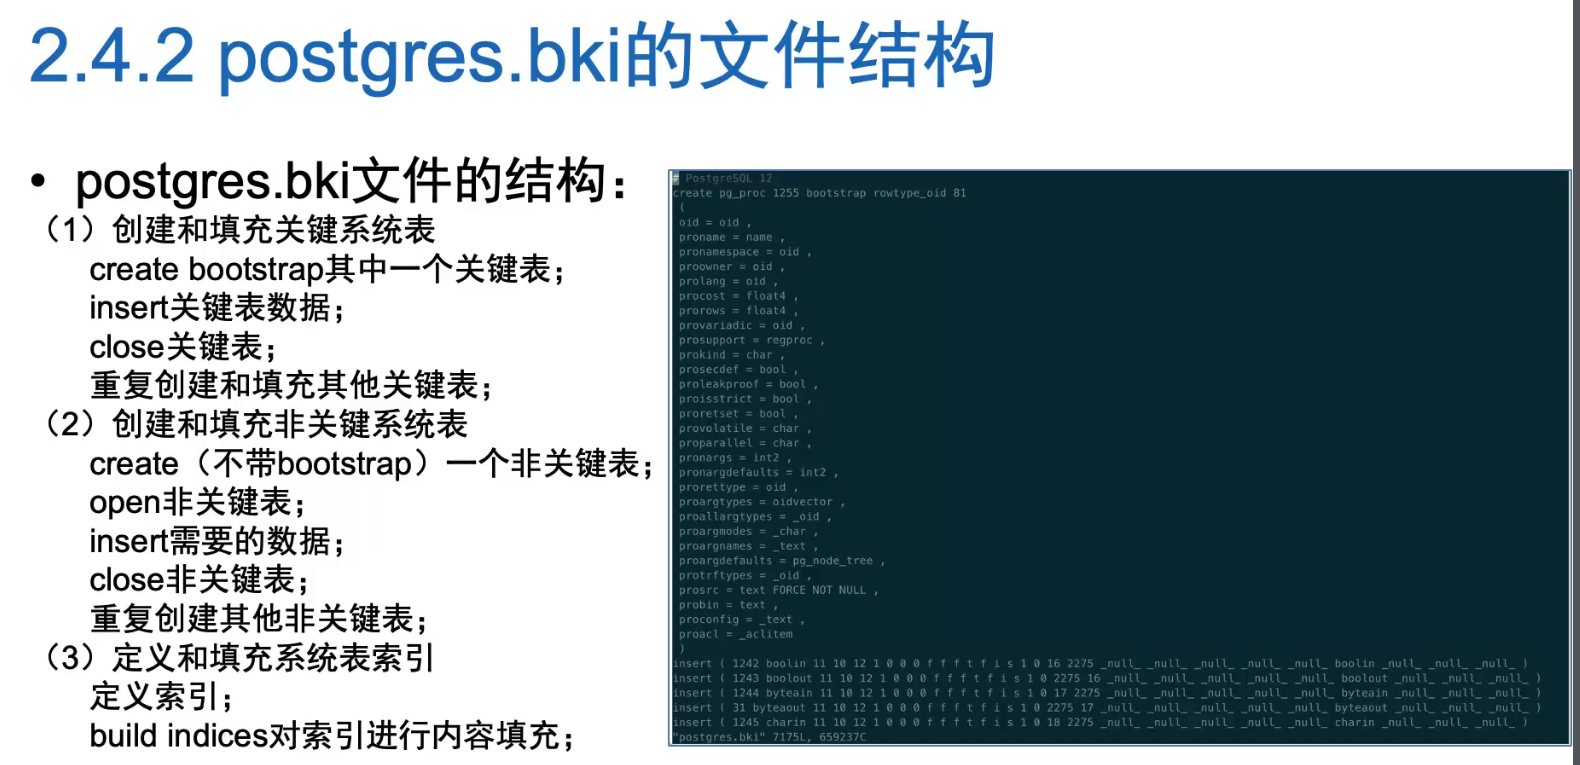 2.4.2 postgres.bki的文件结构
• postgres.bki文件的结构：
（1）创建和填充关键系统表
create bootstrap其中一个关键表；
insert关键表数据；
close关键表；
重复创建和填充其他关键表；
（2）创建和填充非关键系统表
create（不带bootstrap）一个非关键表；
open非关键表；
insert需要的数据；
close非关键表；
重复创建其他非关键表；
（3）定义和填充系统表索引
定义索引；
build indices对索引进行内容填充；
# PostgreSQL 12
create pg_proc 1255 bootstrap rowtype_oid 81
(
oid = oid ,
proname = name ,
pronamespace = oid ,
proowner = oid ,
prolang = oid ,
procost = float4 ,
prorows = float4 ,
provariadic = oid ,
prosupport = regproc ,
prokind = char ,
prosecdef = bool ,
proleakproof = bool ,
proisstrict = bool ,
proretset = bool ,
provolatile = char ,
proparallel = char ,
pronargs = int2 ,
pronargdefaults = int2 ,
prorettype = oid ,
proargtypes = oidvector ,
proallargtypes = _oid ,
proargmodes = _char ,
proargnames = _text ,
proargdefaults = pg_node_tree ,
protrftypes = _oid ,
prosrc = text FORCE NOT NULL ,
probin = text ,
proconfig = _text ,
proacl = _aclitem
)
insert ( 1242 boolin 11 10 12 1 0 0 0 f f f t f i s 1 0 16 2275 _null_ _null_ _null_ _null_ _null_ boolin _null_ _null_ _null_ )
insert ( 1243 boolout 11 10 12 1 0 0 0 f f f t f i s 1 0 2275 16 _null_ _null_ _null_ _null_ _null_ boolout _null_ _null_ _null_ )
insert ( 1244 byteain 11 10 12 1 0 0 0 f f f t f i s 1 0 17 2275 _null_ _null_ _null_ _null_ _null_ byteain _null_ _null_ _null_ )
insert ( 31 byteaout 11 10 12 1 0 0 0 f f f t f i s 1 0 2275 17 _null_ _null_ _null_ _null_ _null_ byteaout _null_ _null_ _null_ )
insert ( 1245 charin 11 10 12 1 0 0 0 f f f t f i s 1 0 18 2275 _null_ _null_ _null_ _null_ _null_ charin _null_ _null_ _null_ )
"postgres.bki" 7175L, 659237C